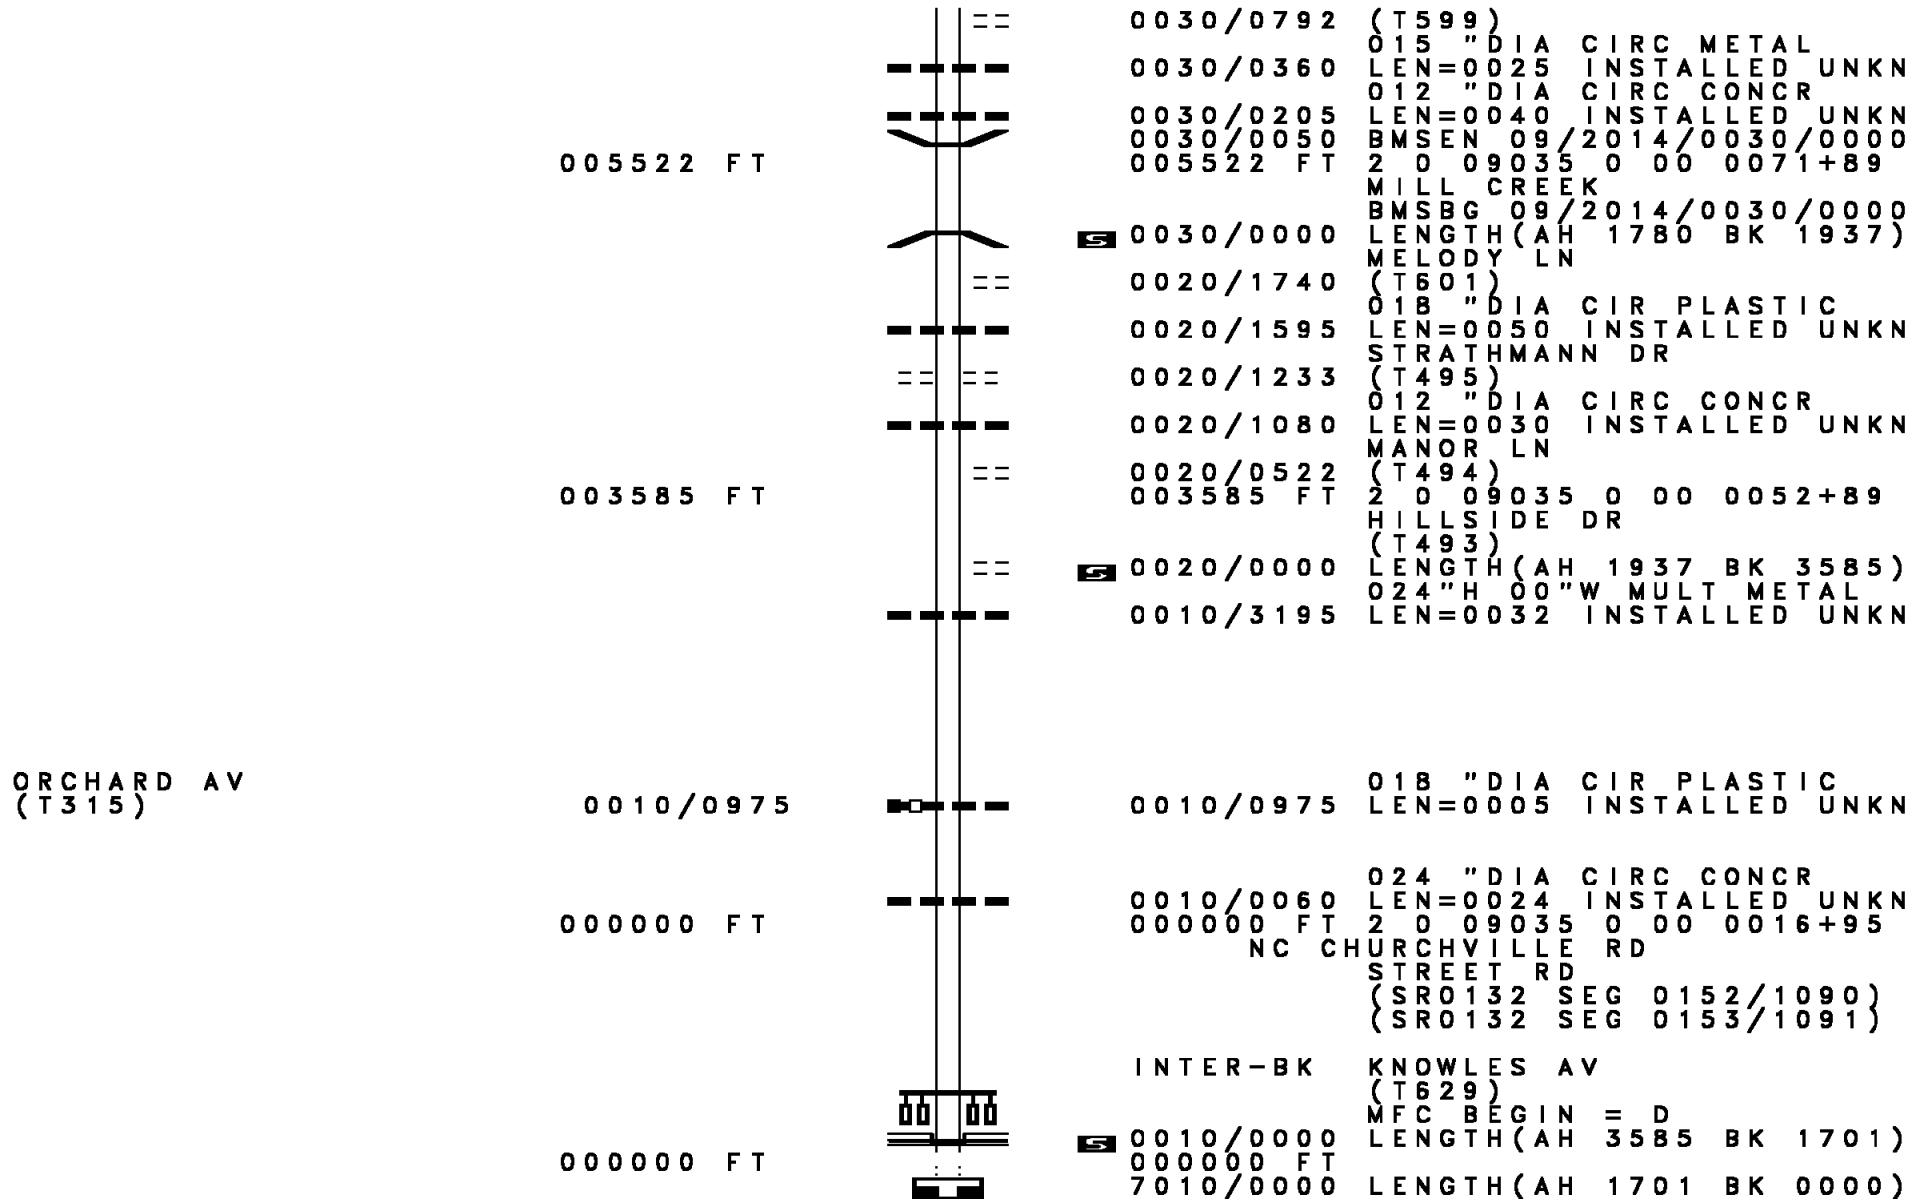 0030/0792 (T599)
015 "DIA CIRC METAL
0030/0360 LEN=0025 INSTALLED UNKN
012 "DIA CIRC CONCR
0030/0205 LEN=0040 INSTALLED UNKN
0030/0050 BMSEN 09/2014/0030/0000
005522 FT 005522 FT 2 0 09035 0 00 0071+89
MILL CREEK
BMSBG 09/2014/0030/0000
S 0030/0000 LENGTH(AH 1780 BK 1937)
MELODY LN
0020/1740 (T601)
018 "DIA CIR PLASTIC
0020/1595 LEN=0050 INSTALLED UNKN
STRATHMANN DR
0020/1233 (T495)
012 "DIA CIRC CONCR
0020/1080 LEN=0030 INSTALLED UNKN
MANOR LN
0020/0522 (T494)
003585 FT 003585 FT 2 0 09035 0 00 0052+89
HILLSIDE DR
(T493)
S 0020/0000 LENGTH(AH 1937 BK 3585)
024"H 00"W MULT METAL
0010/3195 LEN=0032 INSTALLED UNKN
ORCHARD AV 018 "DIA CIR PLASTIC
(T315) 0010/0975 0010/0975 LEN=0005 INSTALLED UNKN
024 "DIA CIRC CONCR
0010/0060 LEN=0024 INSTALLED UNKN
000000 FT 000000 FT 2 0 09035 0 00 0016+95
NC CHURCHVILLE RD
STREET RD
(SR0132 SEG 0152/1090)
(SR0132 SEG 0153/1091)
INTER-BK KNOWLES AV
(T629)
MFC BEGIN = D
S 0010/0000 LENGTH(AH 3585 BK 1701)
000000 FT 000000 FT
7010/0000 LENGTH(AH 1701 BK 0000)